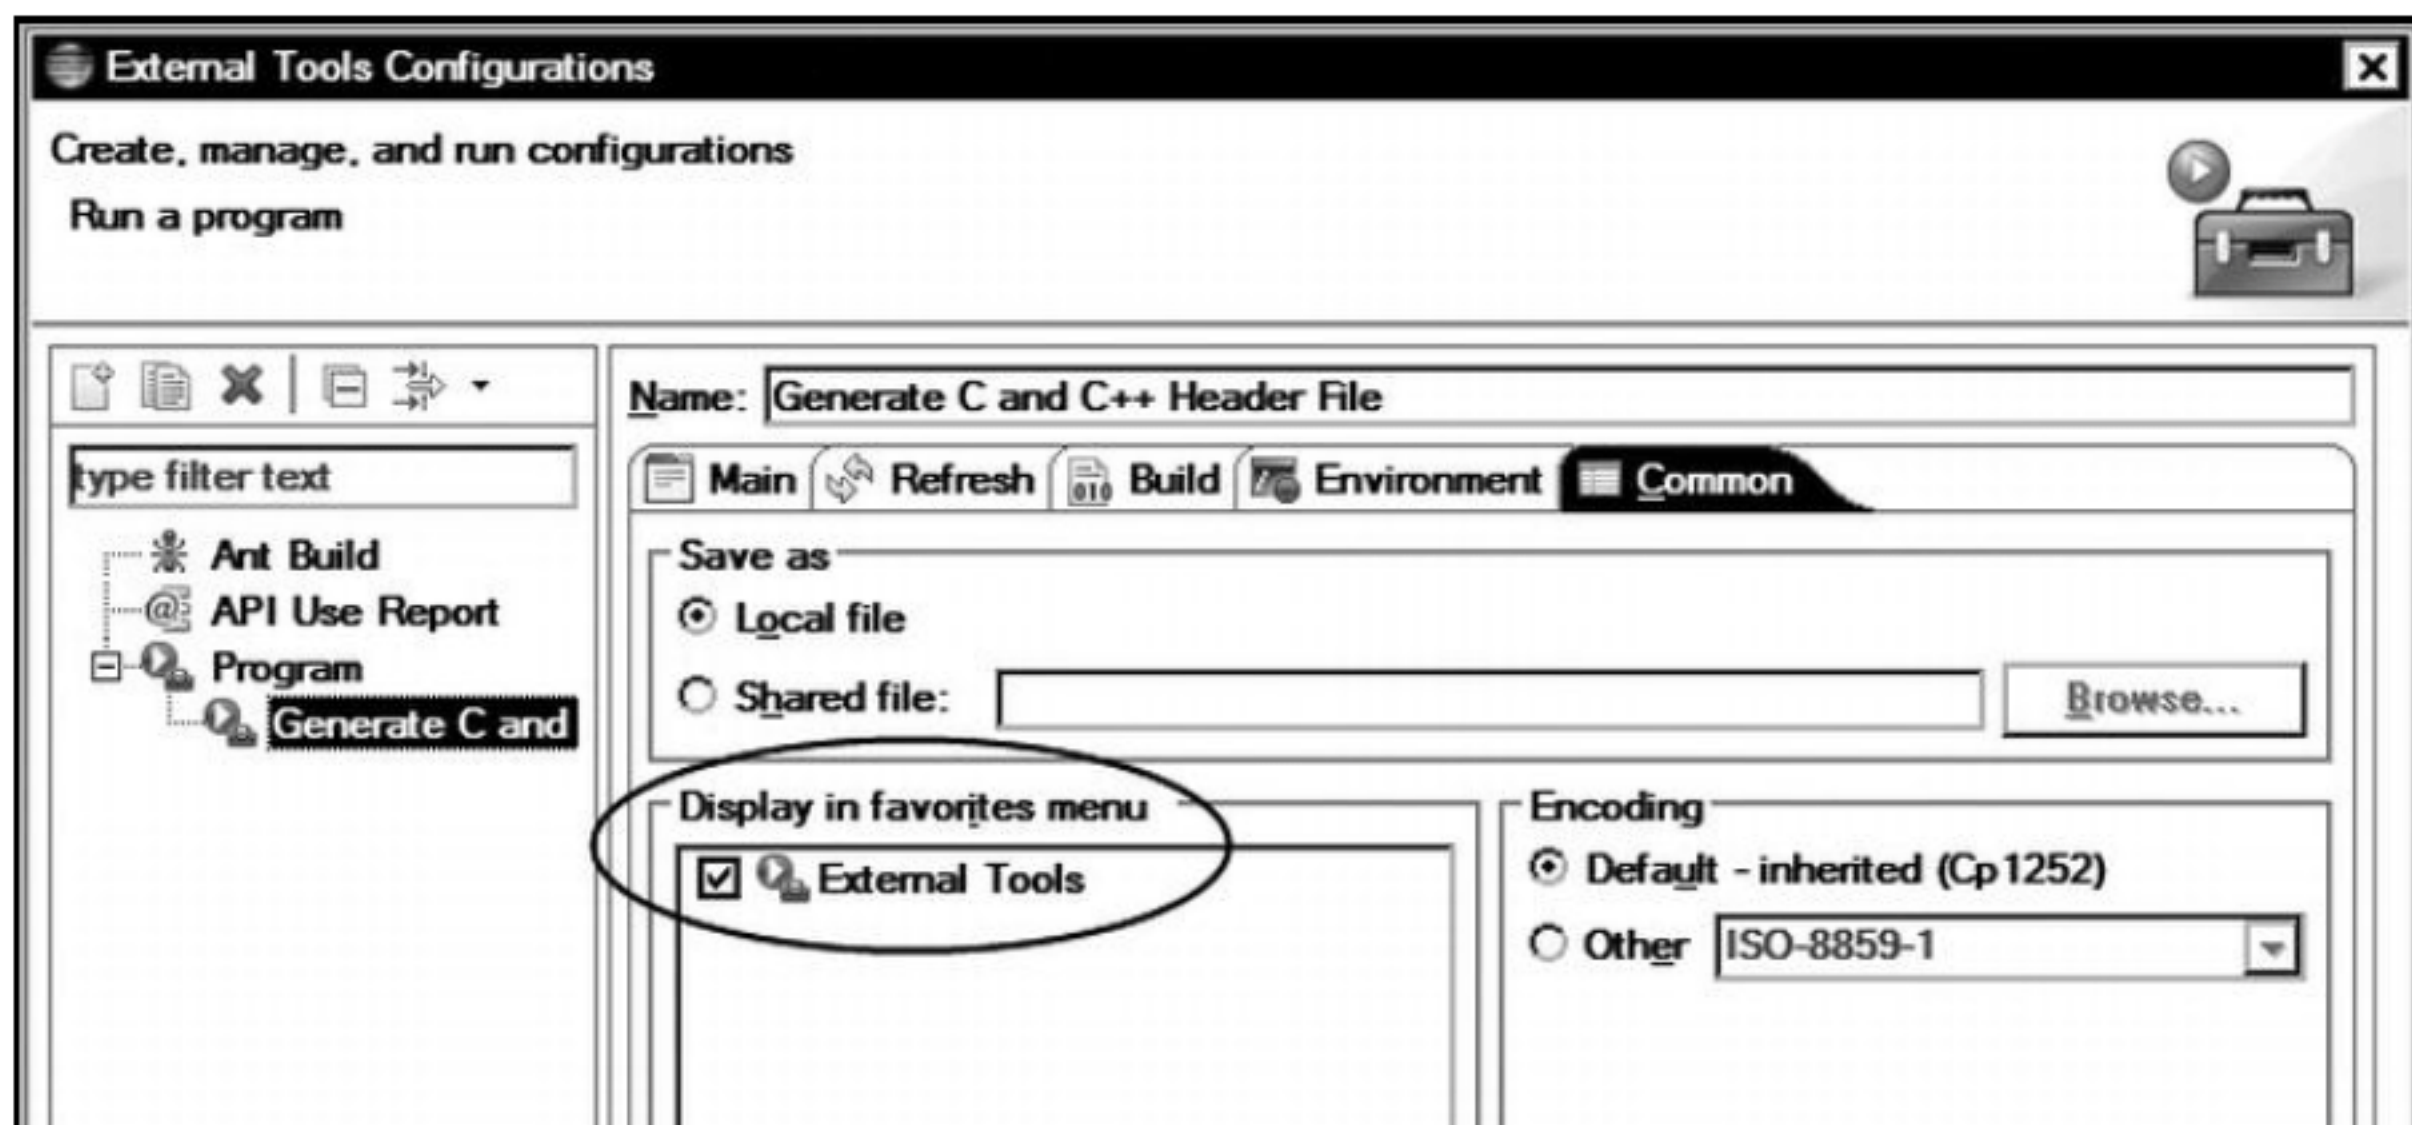 External Tools Configurations
Create, manage, and run configurations
Run a program
type filter text
Ant Build
API Use Report
Program
Generate C and
Name: Generate C and C++ Header File
Main Refresh Build Environment Common
Save as
Local file
Shared file: Browse...
Display in favorites menu
External Tools
Encoding
Default - inherited (Cp1252)
Other ISO-8859-1